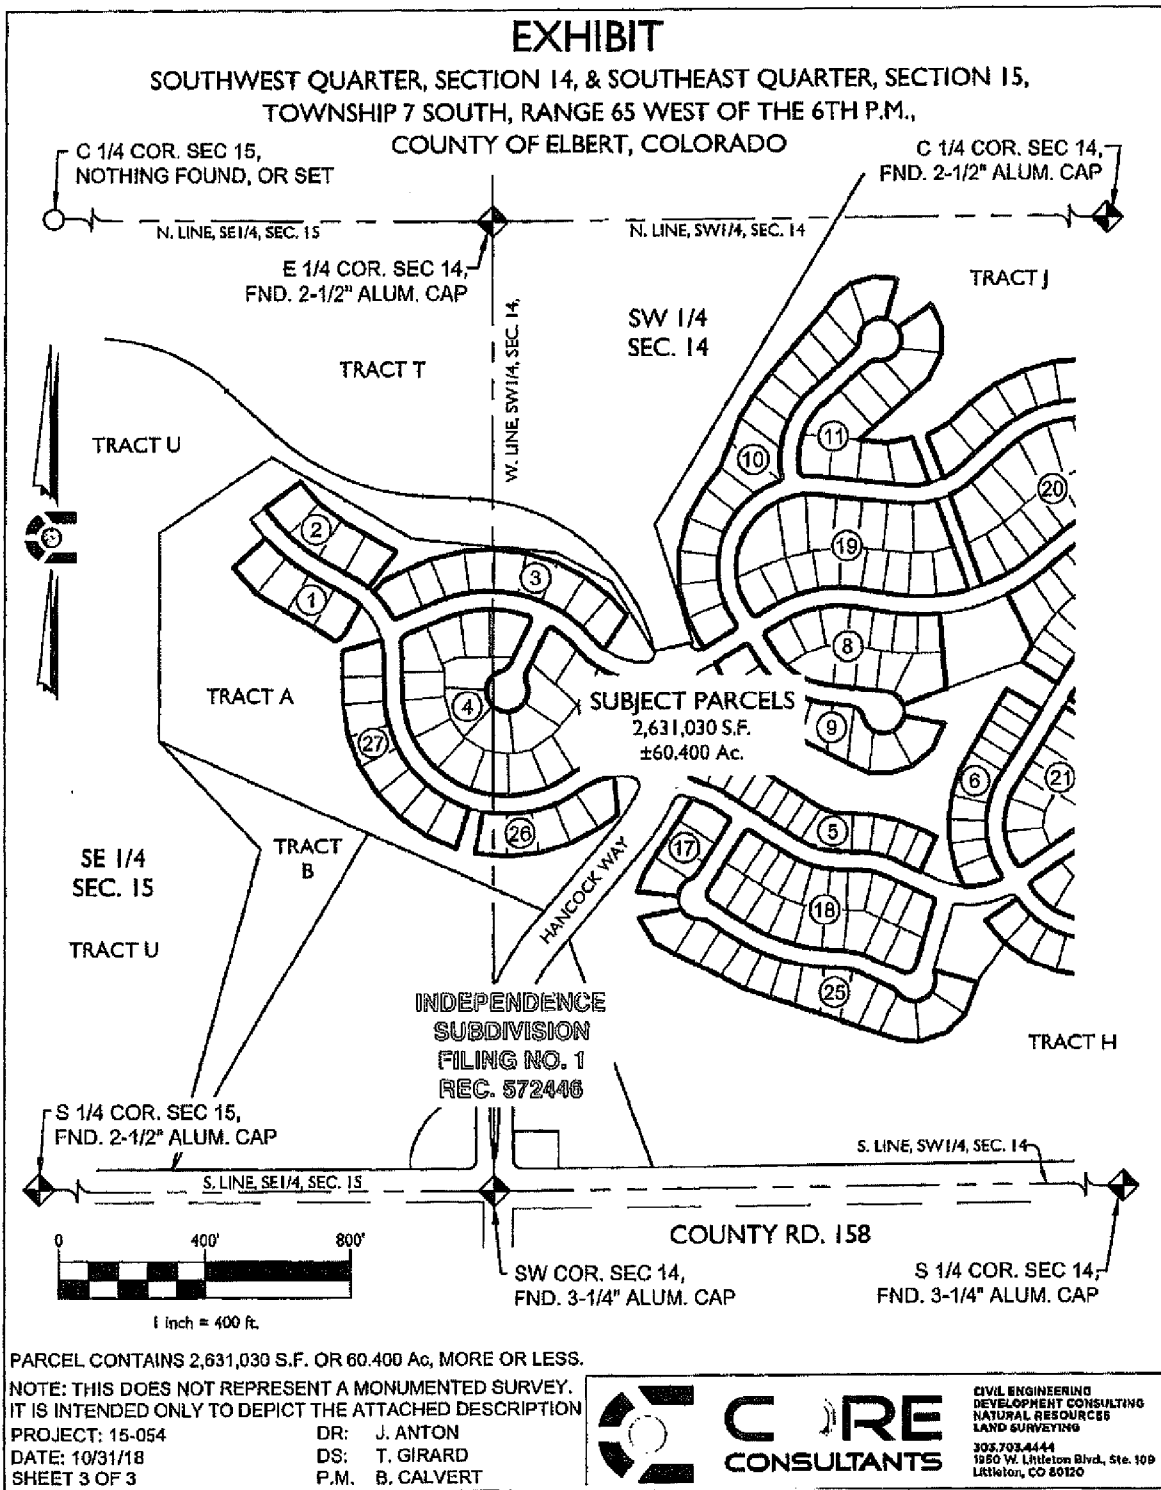 EXHIBIT
SOUTHWEST QUARTER, SECTION 14, & SOUTHEAST QUARTER, SECTION 15,
TOWNSHIP 7 SOUTH, RANGE 65 WEST OF THE 6TH P.M.,
COUNTY OF ELBERT, COLORADO
C 1/4 COR. SEC 15,
NOTHING FOUND, OR SET
C 1/4 COR. SEC 14,
FND. 2-1/2" ALUM. CAP
N. LINE, SE1/4, SEC. 15
N. LINE, SW1/4, SEC. 14
E 1/4 COR. SEC 14,
FND. 2-1/2" ALUM. CAP
TRACT J
SW 1/4
SEC. 14
W. LINE, SW1/4, SEC. 14,
TRACT T
TRACT U
10
11
20
2
19
3
1
8
TRACT A
4
SUBJECT PARCELS
2,631,030 S.F.
±60.400 Ac.
9
27
6
21
26
5
17
TRACT
B
SE 1/4
SEC. 15
HANCOCK WAY
18
TRACT U
25
INDEPENDENCE
SUBDIVISION
FILING NO. 1
REC. 572446
TRACT H
S 1/4 COR. SEC 15,
FND. 2-1/2" ALUM. CAP
S. LINE, SW1/4, SEC. 14
S. LINE, SE1/4, SEC. 15
COUNTY RD. 158
0 400' 800'
SW COR. SEC 14,
FND. 3-1/4" ALUM. CAP
S 1/4 COR. SEC 14,
FND. 3-1/4" ALUM. CAP
1 inch = 400 ft.
PARCEL CONTAINS 2,631,030 S.F. OR 60.400 Ac, MORE OR LESS.
NOTE: THIS DOES NOT REPRESENT A MONUMENTED SURVEY.
IT IS INTENDED ONLY TO DEPICT THE ATTACHED DESCRIPTION
PROJECT: 15-054 DR: J. ANTON
DATE: 10/31/18 DS: T. GIRARD
SHEET 3 OF 3 P.M. B. CALVERT
CORE
CONSULTANTS
CIVIL ENGINEERING
DEVELOPMENT CONSULTING
NATURAL RESOURCES
LAND SURVEYING
303.703.4444
1950 W. Littleton Blvd., Ste. 109
Littleton, CO 80120